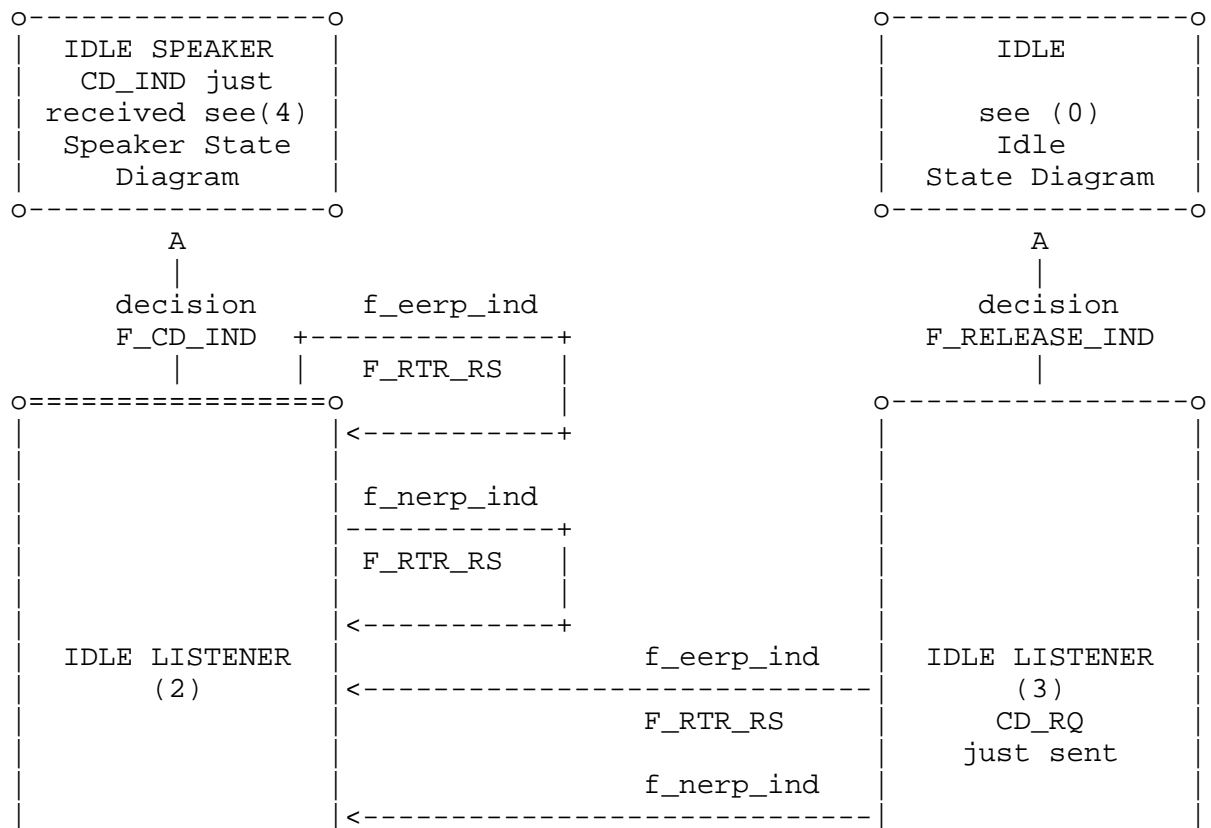 IDLE SPEAKER IDLE
CD_IND just
received see(4) see (0)
Speaker State Idle
Diagram State Diagram
A A
decision f_eerp_ind decision
F_CD_IND F_RELEASE_IND
F_RTR_RS
f_nerp_ind
F_RTR_RS
IDLE LISTENER f_eerp_ind IDLE LISTENER
(2) (3)
F_RTR_RS CD_RQ
just sent
f_nerp_ind